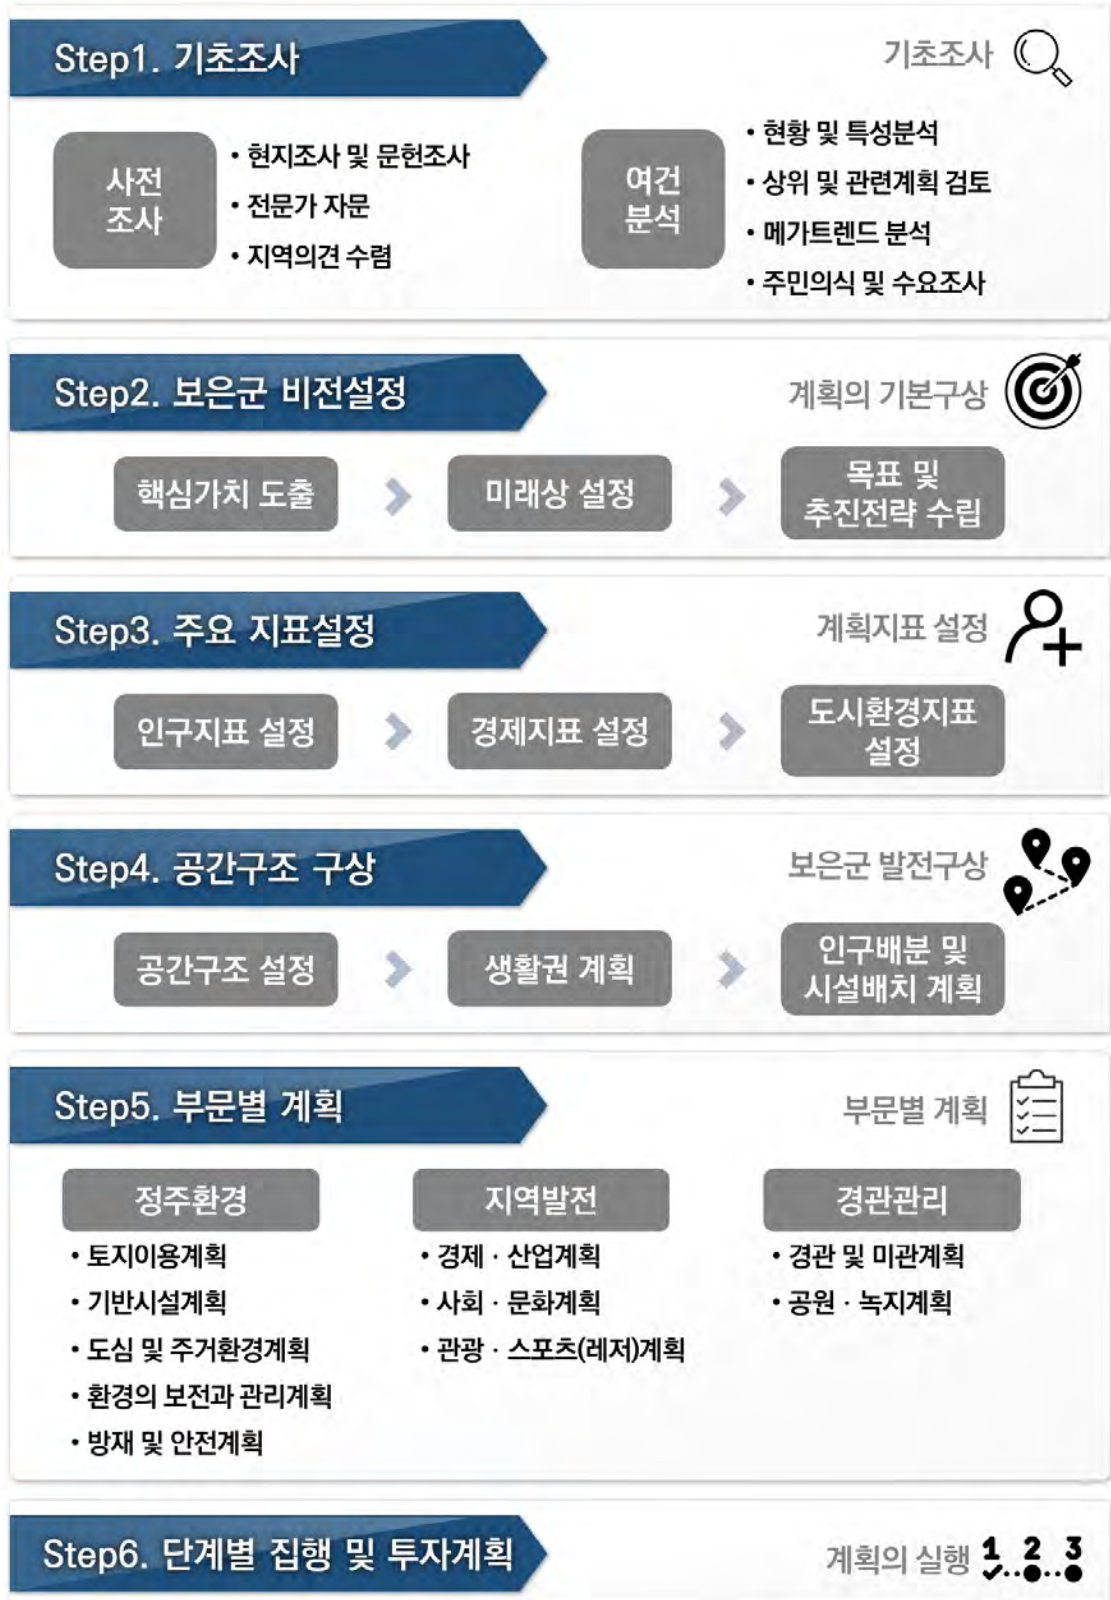 Step1. 기초조사
기초조사
사전
조사
• 현지조사 및 문헌조사
• 전문가 자문
• 지역의견 수렴
여건
분석
• 현황 및 특성분석
• 상위 및 관련계획 검토
• 메가트렌드 분석
• 주민의식 및 수요조사
Step2. 보은군 비전설정
계획의 기본구상
핵심가치 도출
미래상 설정
목표 및
추진전략 수립
Step3. 주요 지표설정
계획지표 설정
인구지표 설정
경제지표 설정
도시환경지표
설정
Step4. 공간구조 구상
보은군 발전구상
공간구조 설정
생활권 계획
인구배분 및
시설배치 계획
Step5. 부문별 계획
부문별 계획
정주환경
• 토지이용계획
• 기반시설계획
• 도심 및 주거환경계획
• 환경의 보전과 관리계획
• 방재 및 안전계획
지역발전
• 경제 · 산업계획
• 사회 · 문화계획
• 관광 · 스포츠(레저)계획
경관관리
• 경관 및 미관계획
• 공원 · 녹지계획
Step6. 단계별 집행 및 투자계획
계획의 실행
1 2 3